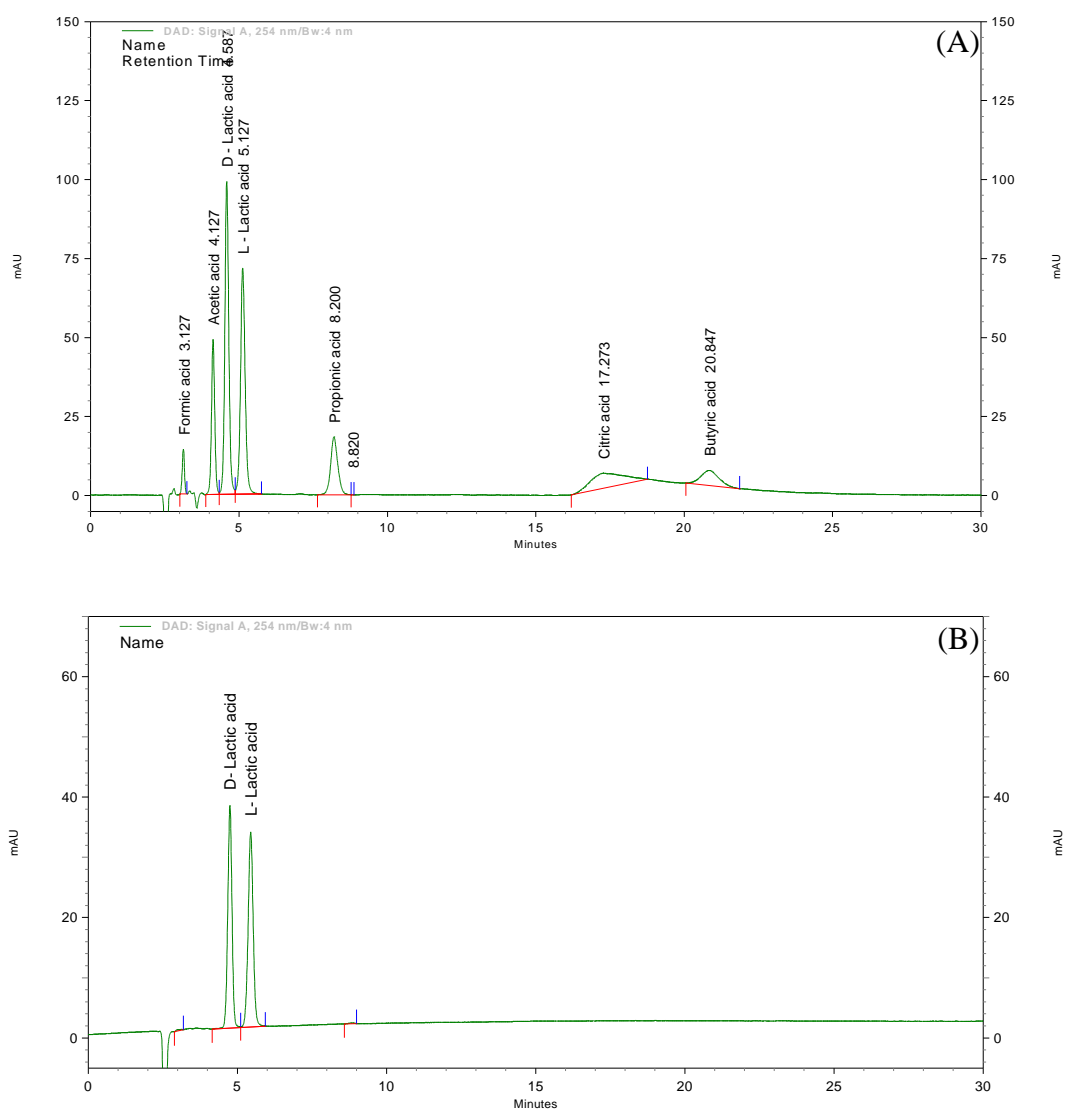 DAD: Signal A, 254 nm/Bw:4 nm
Name
Retention Time
(A)
150
125
100
75
50
25
0
mAU
150
125
100
75
50
25
0
mAU
Formic acid 3.127
Acetic acid 4.127
D - Lactic acid 4.587
L - Lactic acid 5.127
Propionic acid 8.200
8.820
Citric acid 17.273
Butyric acid 20.847
0 5 10 15 20 25 30
Minutes
DAD: Signal A, 254 nm/Bw:4 nm
Name
(B)
60
40
20
0
mAU
60
40
20
0
mAU
D- Lactic acid
L- Lactic acid
0 5 10 15 20 25 30
Minutes